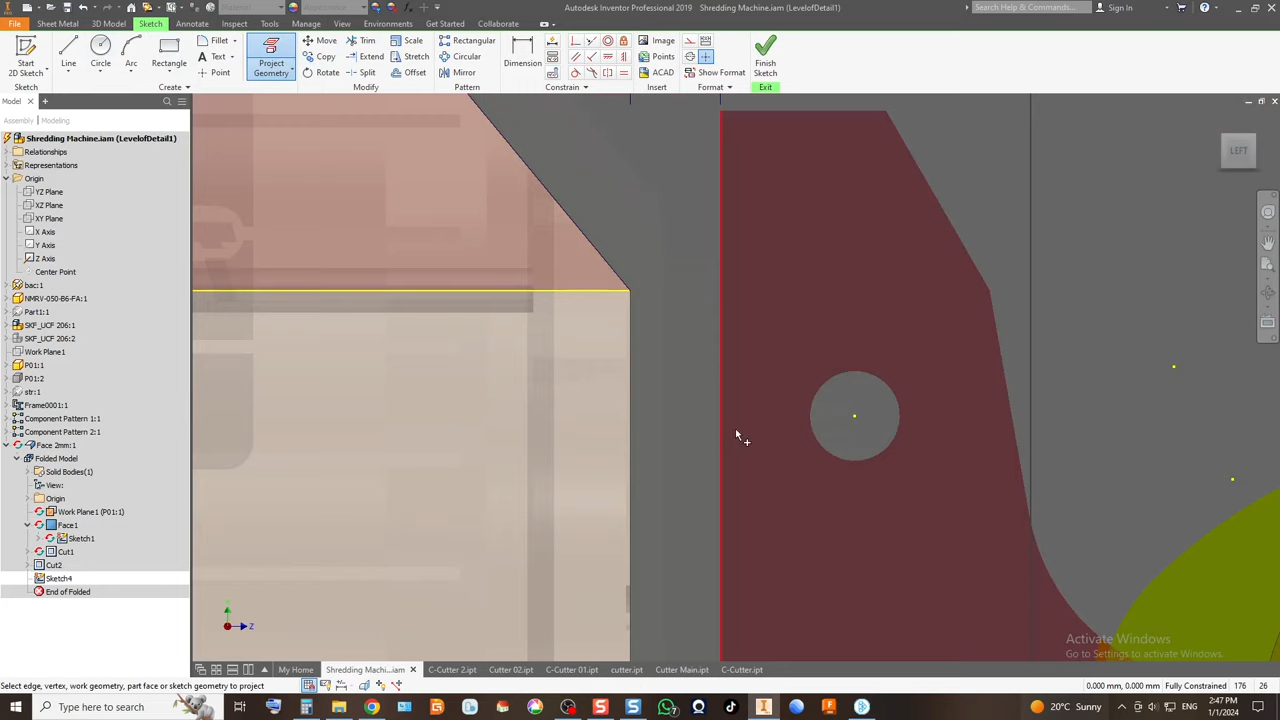 Autodesk Inventor Professional 2019 Shredding Machine.iam (LevelofDetail1)
Search Help & Commands...
Sign In
File Sheet Metal 3D Model Sketch Annotate Inspect Tools Manage View Environments Get Started Collaborate
Start
2D Sketch
Line
Circle
Arc
Rectangle
Fillet
Text
Point
Project
Geometry
Move
Copy
Rotate
Trim
Extend
Split
Scale
Stretch
Offset
Rectangular
Circular
Mirror
Dimension
Image
Points
ACAD
Show Format
Finish
Sketch
Sketch Create Modify Pattern Constrain Insert Format Exit
Model
Assembly Modeling
Shredding Machine.iam (LevelofDetail1)
Relationships
Representations
Origin
YZ Plane
XZ Plane
XY Plane
X Axis
Y Axis
Z Axis
Center Point
bac:1
NMRV-050-B6-FA:1
Part1:1
SKF_UCF 206:1
SKF_UCF 206:2
Work Plane1
P01:1
P01:2
str:1
Frame0001:1
Component Pattern 1:1
Component Pattern 2:1
Face 2mm:1
Folded Model
Solid Bodies(1)
View:
Origin
Work Plane1 (P01:1)
Face1
Sketch1
Cut1
Cut2
Sketch4
End of Folded
LEFT
Y
Z
Activate Windows
Go to Settings to activate Windows.
My Home Shredding Machi...iam C-Cutter 2.ipt Cutter 02.ipt C-Cutter 01.ipt cutter.ipt Cutter Main.ipt C-Cutter.ipt
Select edge, vertex, work geometry, part face or sketch geometry to project
0.000 mm, 0.000 mm Fully Constrained 176 26
Type here to search
20°C Sunny
2:47 PM
1/1/2024